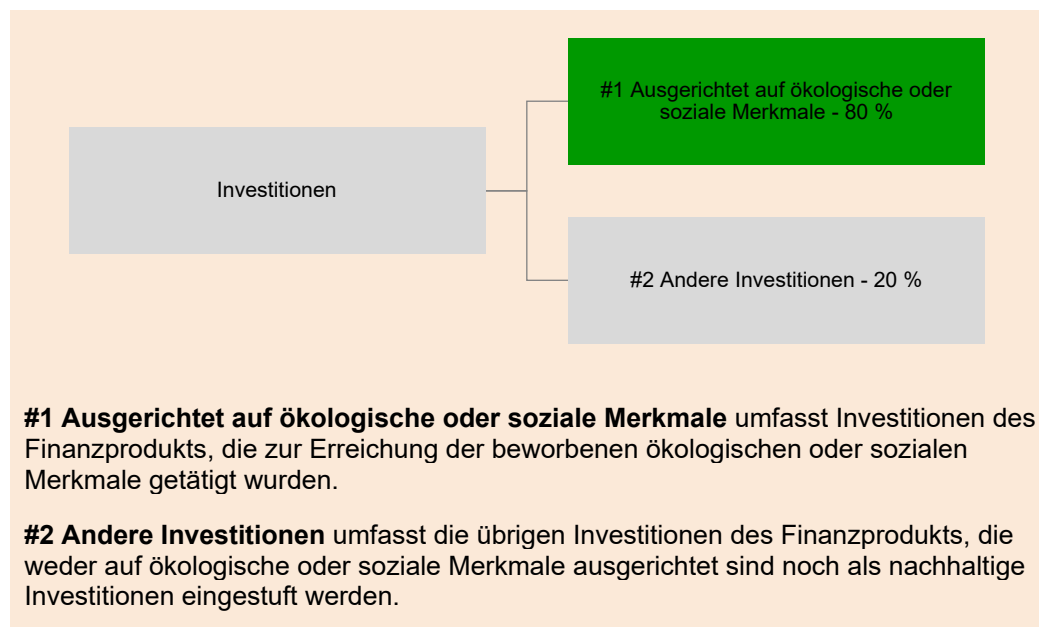 #1 Ausgerichtet auf ökologische oder
soziale Merkmale - 80 %
Investitionen
#2 Andere Investitionen - 20 %
#1 Ausgerichtet auf ökologische oder soziale Merkmale umfasst Investitionen des
Finanzprodukts, die zur Erreichung der beworbenen ökologischen oder sozialen
Merkmale getätigt wurden.
#2 Andere Investitionen umfasst die übrigen Investitionen des Finanzprodukts, die
weder auf ökologische oder soziale Merkmale ausgerichtet sind noch als nachhaltige
Investitionen eingestuft werden.